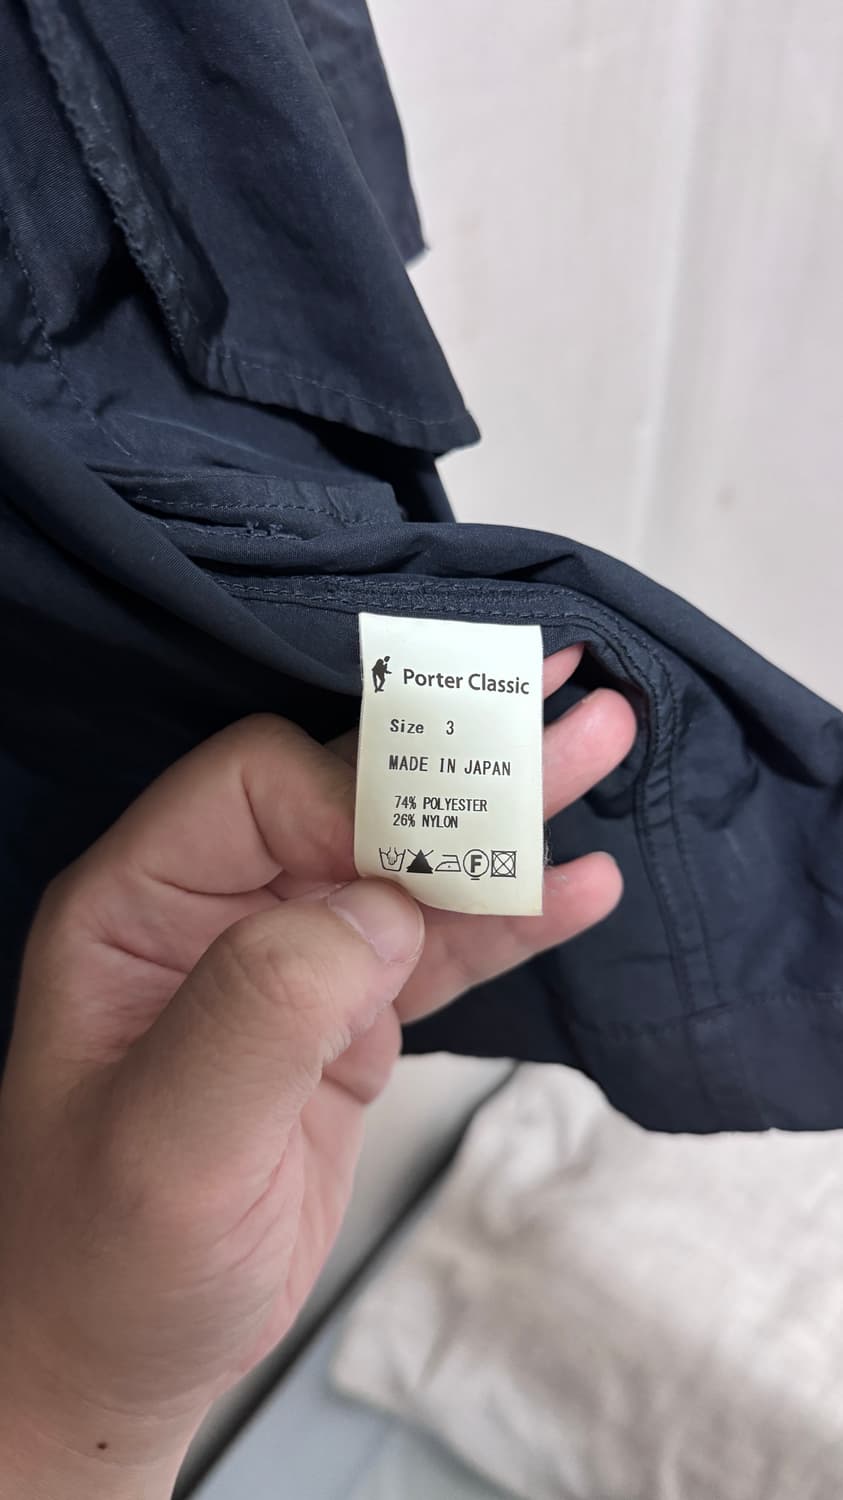 Porter Classic
Size 3
MADE IN JAPAN
74% POLYESTER
26% NYLON
F